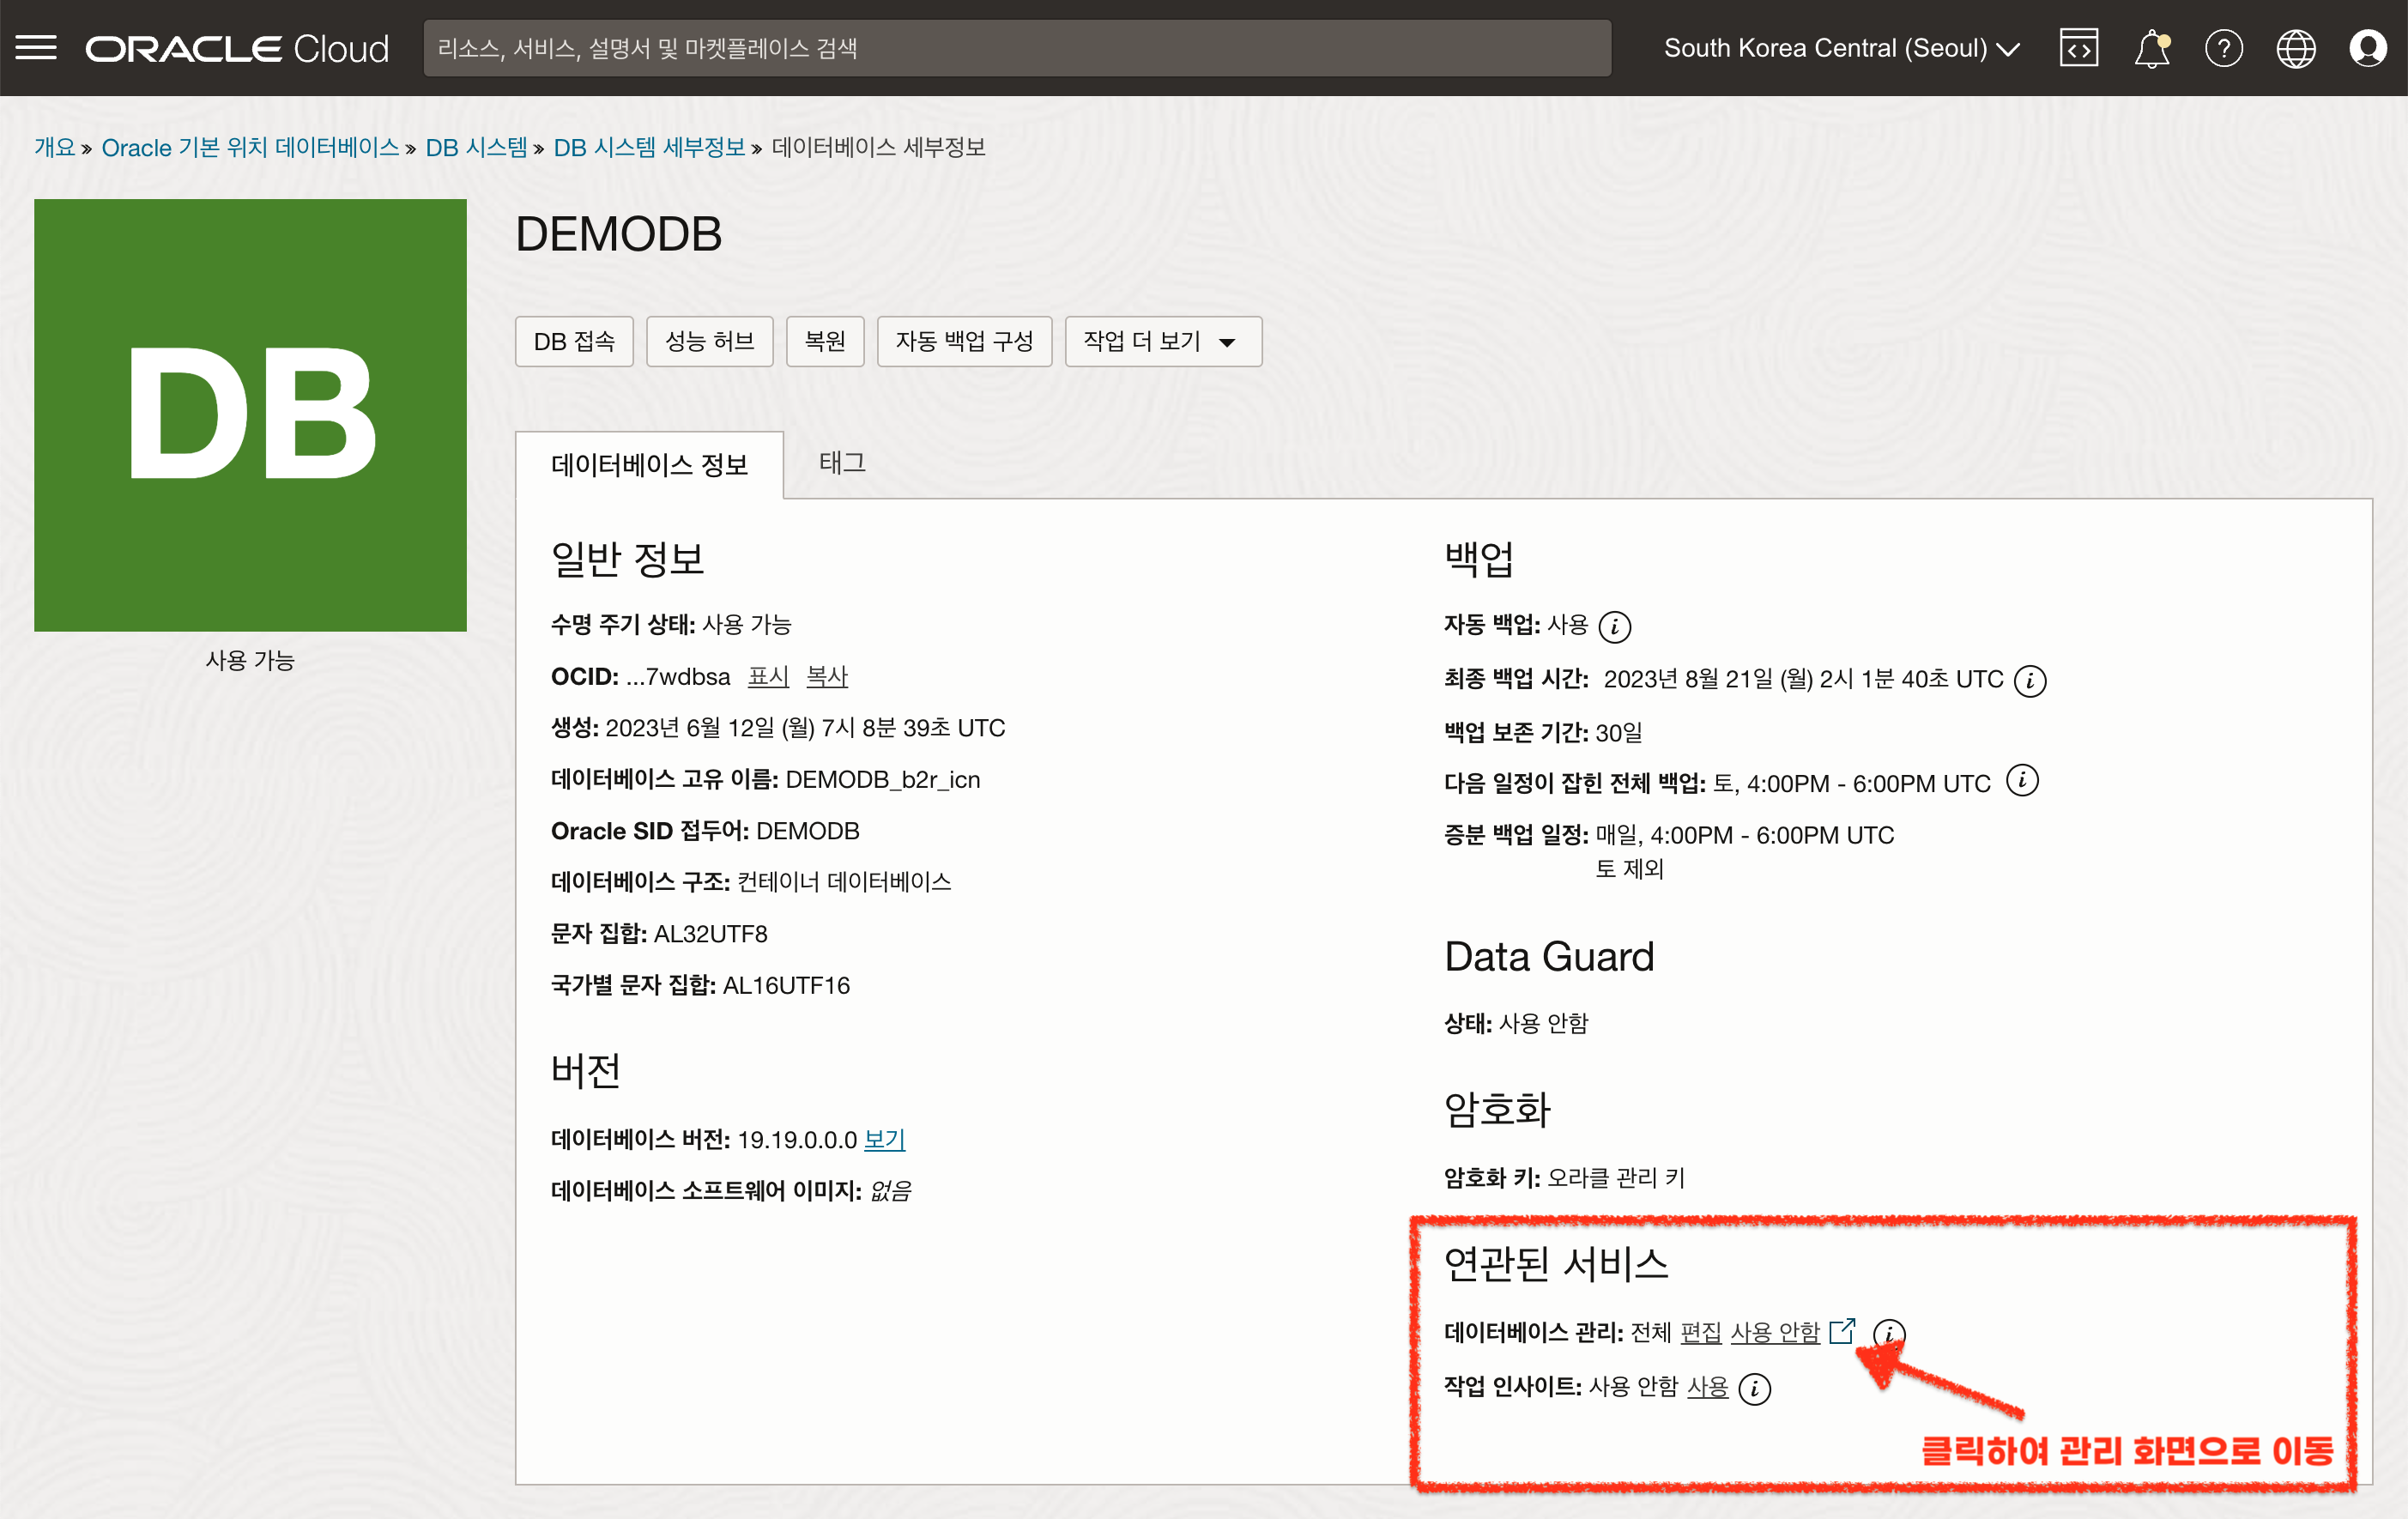 ORACLE Cloud
리소스, 서비스, 설명서 및 마켓플레이스 검색
South Korea Central (Seoul)
개요 » Oracle 기본 위치 데이터베이스 » DB 시스템 » DB 시스템 세부정보 » 데이터베이스 세부정보
DB
사용 가능
DEMODB
DB 접속 성능 허브 복원 자동 백업 구성 작업 더 보기
데이터베이스 정보 태그
일반 정보
수명 주기 상태: 사용 가능
OCID: ...7wdbsa 표시 복사
생성: 2023년 6월 12일 (월) 7시 8분 39초 UTC
데이터베이스 고유 이름: DEMODB_b2r_icn
Oracle SID 접두어: DEMODB
데이터베이스 구조: 컨테이너 데이터베이스
문자 집합: AL32UTF8
국가별 문자 집합: AL16UTF16
버전
데이터베이스 버전: 19.19.0.0.0 보기
데이터베이스 소프트웨어 이미지: 없음
백업
자동 백업: 사용
최종 백업 시간: 2023년 8월 21일 (월) 2시 1분 40초 UTC
백업 보존 기간: 30일
다음 일정이 잡힌 전체 백업: 토, 4:00PM - 6:00PM UTC
증분 백업 일정: 매일, 4:00PM - 6:00PM UTC
토 제외
Data Guard
상태: 사용 안함
암호화
암호화 키: 오라클 관리 키
연관된 서비스
데이터베이스 관리: 전체 편집 사용 안함
작업 인사이트: 사용 안함 사용
클릭하여 관리 화면으로 이동